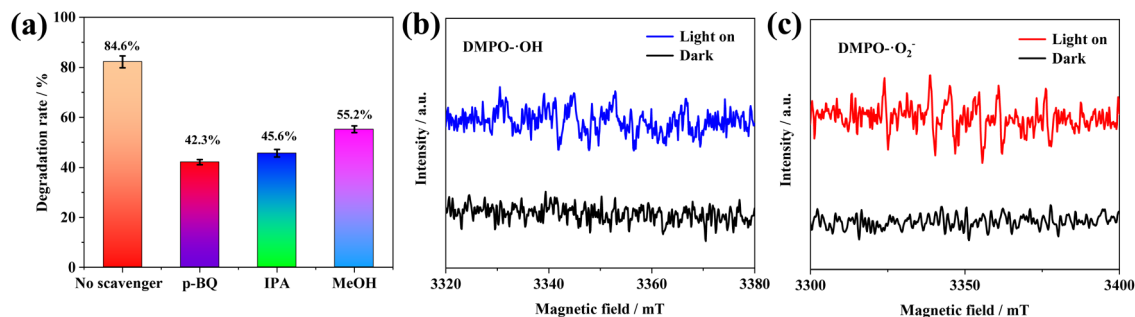 (a)
Degradation rate / %
100
80
60
40
20
0
84.6%
42.3%
45.6%
55.2%
No scavenger
p-BQ
IPA
MeOH
(b)
DMPO-·OH
Light on
Dark
Intensity / a.u.
3320
3340
3360
3380
Magnetic field / mT
(c)
DMPO-·O₂⁻
Light on
Dark
Intensity / a.u.
3300
3350
3400
Magnetic field / mT